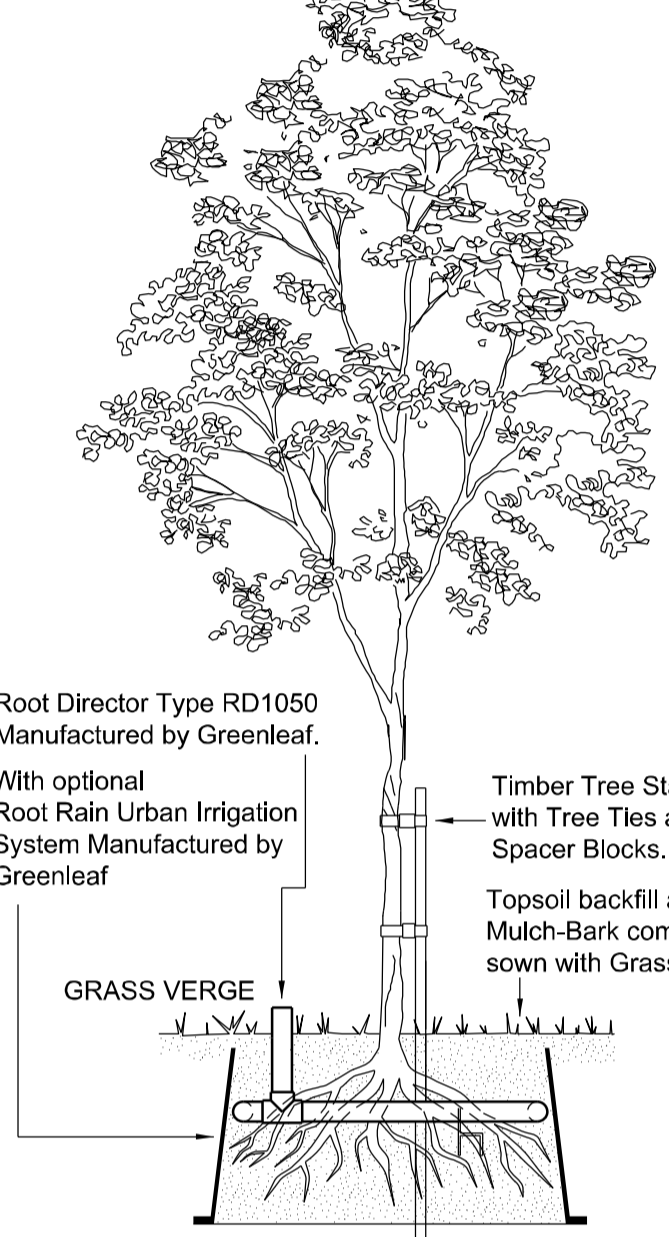 Root Director Type RD1050
Manufactured by Greenleaf.
With optional
Root Rain Urban Irrigation
System Manufactured by
Greenleaf
Timber Tree
with Tree Ties
Spacer Blocks.
Topsoil backfill
Mulch-Bark
sown with
GRASS VERGE